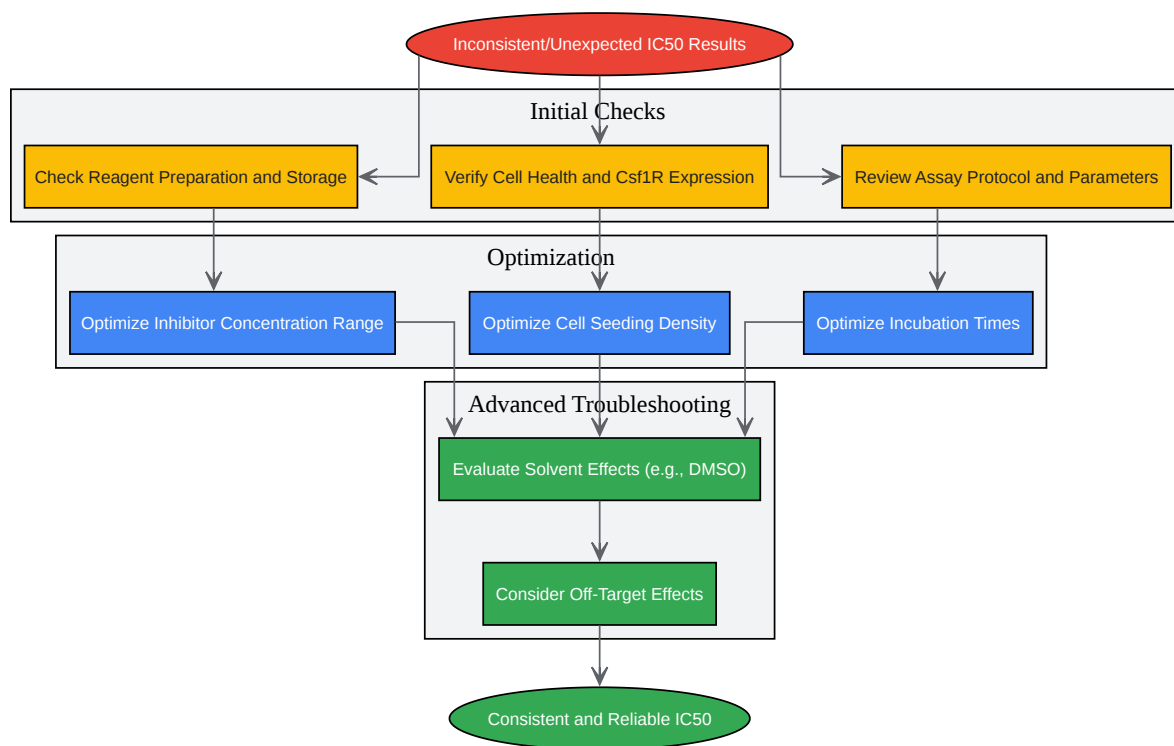 Inconsistent/Unexpected IC50 Results
Initial Checks
Check Reagent Preparation and Storage
Verify Cell Health and Csf1R Expression
Review Assay Protocol and Parameters
Optimization
Optimize Inhibitor Concentration Range
Optimize Cell Seeding Density
Optimize Incubation Times
Advanced Troubleshooting
Evaluate Solvent Effects (e.g., DMSO)
Consider Off-Target Effects
Consistent and Reliable IC50